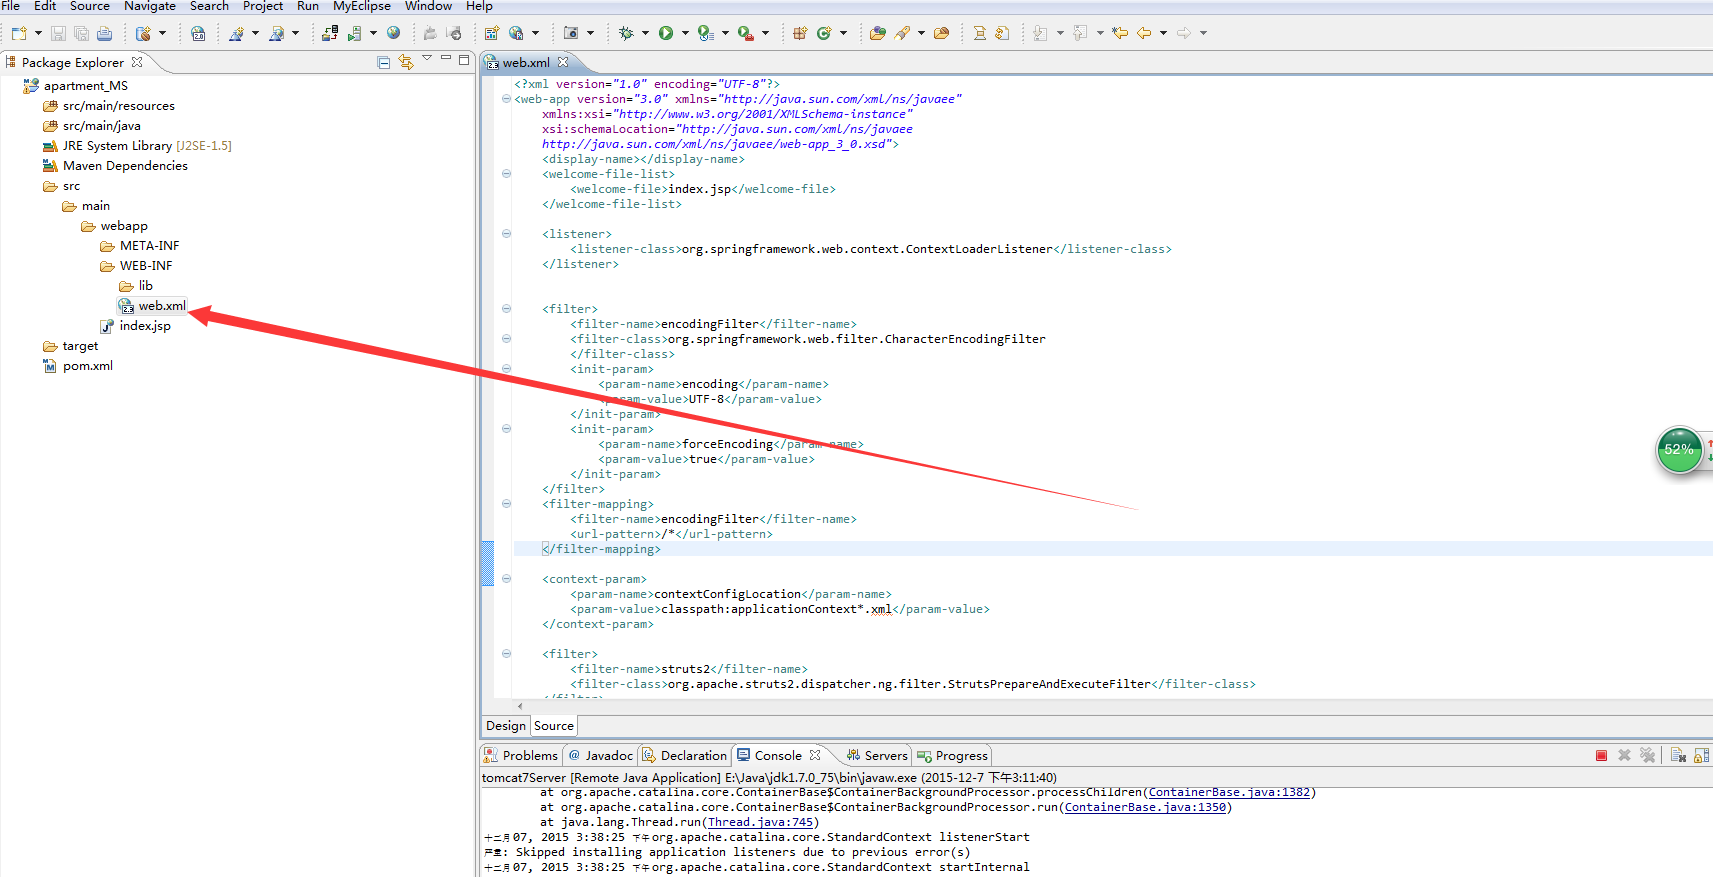 File Edit Source Navigate Search Project Run MyEclipse Window Help
Package Explorer
apartment_MS
src/main/resources
src/main/java
JRE System Library [J2SE-1.5]
Maven Dependencies
src
main
webapp
META-INF
WEB-INF
lib
web.xml
index.jsp
target
pom.xml
web.xml
<?xml version="1.0" encoding="UTF-8"?>
<web-app version="3.0" xmlns="http://java.sun.com/xml/ns/javaee"
xmlns:xsi="http://www.w3.org/2001/XMLSchema-instance"
xsi:schemaLocation="http://java.sun.com/xml/ns/javaee
http://java.sun.com/xml/ns/javaee/web-app_3_0.xsd">
<display-name></display-name>
<welcome-file-list>
<welcome-file>index.jsp</welcome-file>
</welcome-file-list>
<listener>
<listener-class>org.springframework.web.context.ContextLoaderListener</listener-class>
</listener>
<filter>
<filter-name>encodingFilter</filter-name>
<filter-class>org.springframework.web.filter.CharacterEncodingFilter
</filter-class>
<init-param>
<param-name>encoding</param-name>
<param-value>UTF-8</param-value>
</init-param>
<init-param>
<param-name>forceEncoding</param-name>
<param-value>true</param-value>
</init-param>
</filter>
<filter-mapping>
<filter-name>encodingFilter</filter-name>
<url-pattern>/*</url-pattern>
</filter-mapping>
<context-param>
<param-name>contextConfigLocation</param-name>
<param-value>classpath:applicationContext*.xml</param-value>
</context-param>
<filter>
<filter-name>struts2</filter-name>
<filter-class>org.apache.struts2.dispatcher.ng.filter.StrutsPrepareAndExecuteFilter</filter-class>
</filter>
52%
Design Source
Problems @ Javadoc Declaration Console Servers Progress
tomcat7Server [Remote Java Application] E:\Java\jdk1.7.0_75\bin\javaw.exe (2015-12-7 下午3:11:40)
at org.apache.catalina.core.ContainerBase$ContainerBackgroundProcessor.processChildren(ContainerBase.java:1382)
at org.apache.catalina.core.ContainerBase$ContainerBackgroundProcessor.run(ContainerBase.java:1350)
at java.lang.Thread.run(Thread.java:745)
十二月 07, 2015 3:38:25 下午 org.apache.catalina.core.StandardContext listenerStart
严重: Skipped installing application listeners due to previous error(s)
十二月 07, 2015 3:38:25 下午 org.apache.catalina.core.StandardContext startInternal